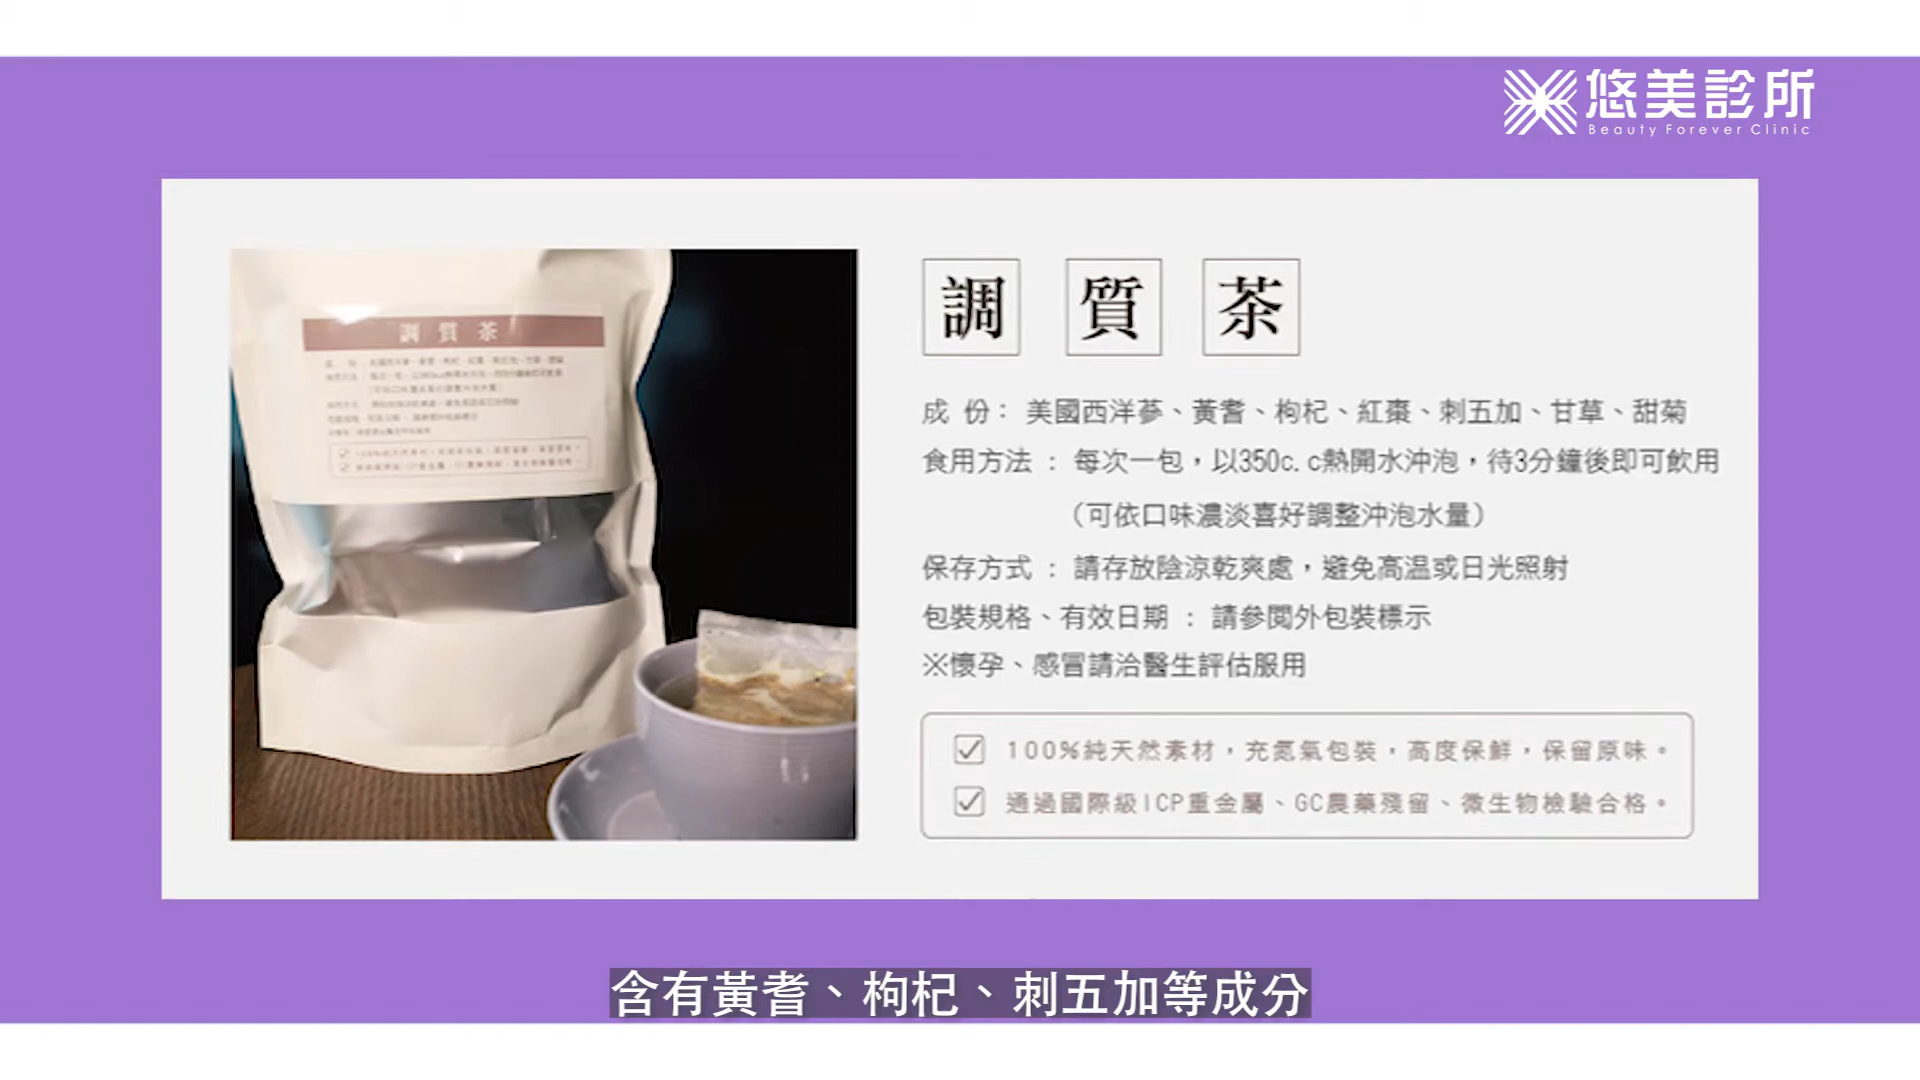 悠美診所
Beauty Forever Clinic
調質茶
調質茶
成份：美國西洋蔘、黃耆、枸杞、紅棗、刺五加、甘草、甜菊
食用方法：每次一包，以350c.c熱開水沖泡，待3分鐘後即可飲用
（可依口味濃淡喜好調整沖泡水量）
保存方式：請存放陰涼乾爽處，避免高温或日光照射
包裝規格、有效日期：請參閱外包裝標示
※懷孕、感冒請洽醫生評估服用
100%純天然素材，充氮氣包裝，高度保鮮，保留原味。
通過國際級ICP重金屬、GC農藥殘留、微生物檢驗合格。
含有黃耆、枸杞、刺五加等成分